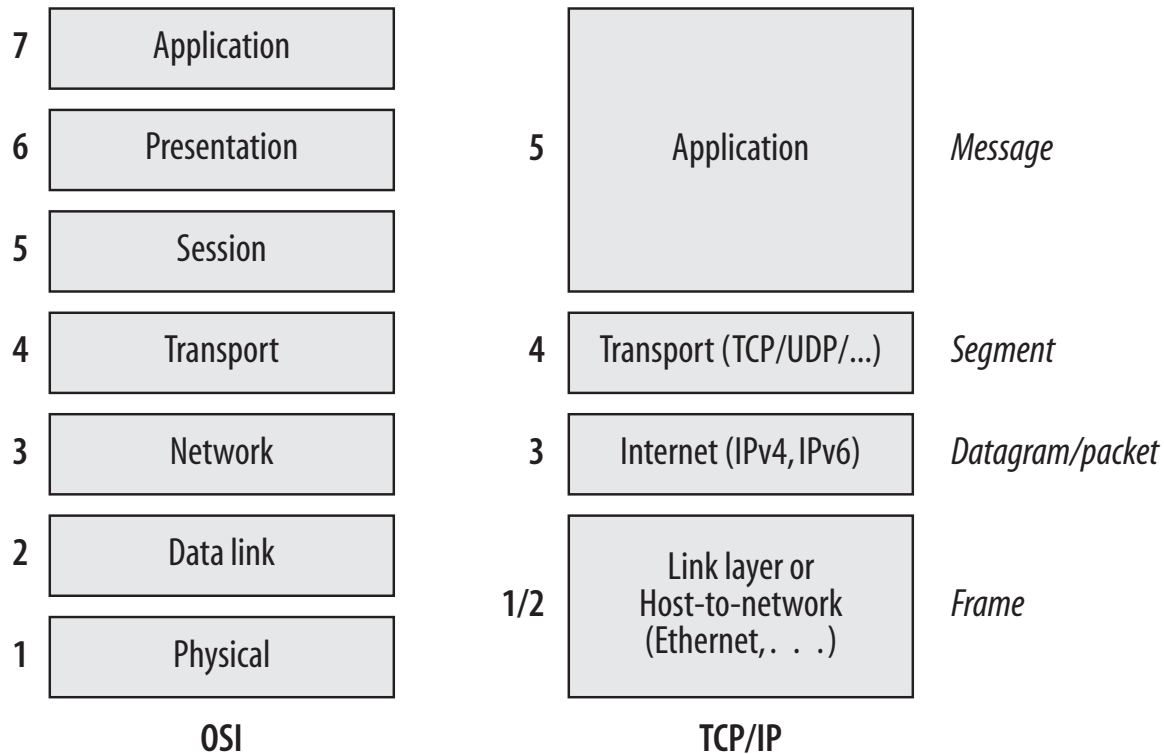 7 Application
6 Presentation 5 Application Message
5 Session
4 Transport 4 Transport (TCP/UDP/...) Segment
3 Network 3 Internet (IPv4, IPv6) Datagram/packet
2 Data link
Link layer or
1/2 Host-to-network Frame
(Ethernet, . . .)
1 Physical
OSI TCP/IP